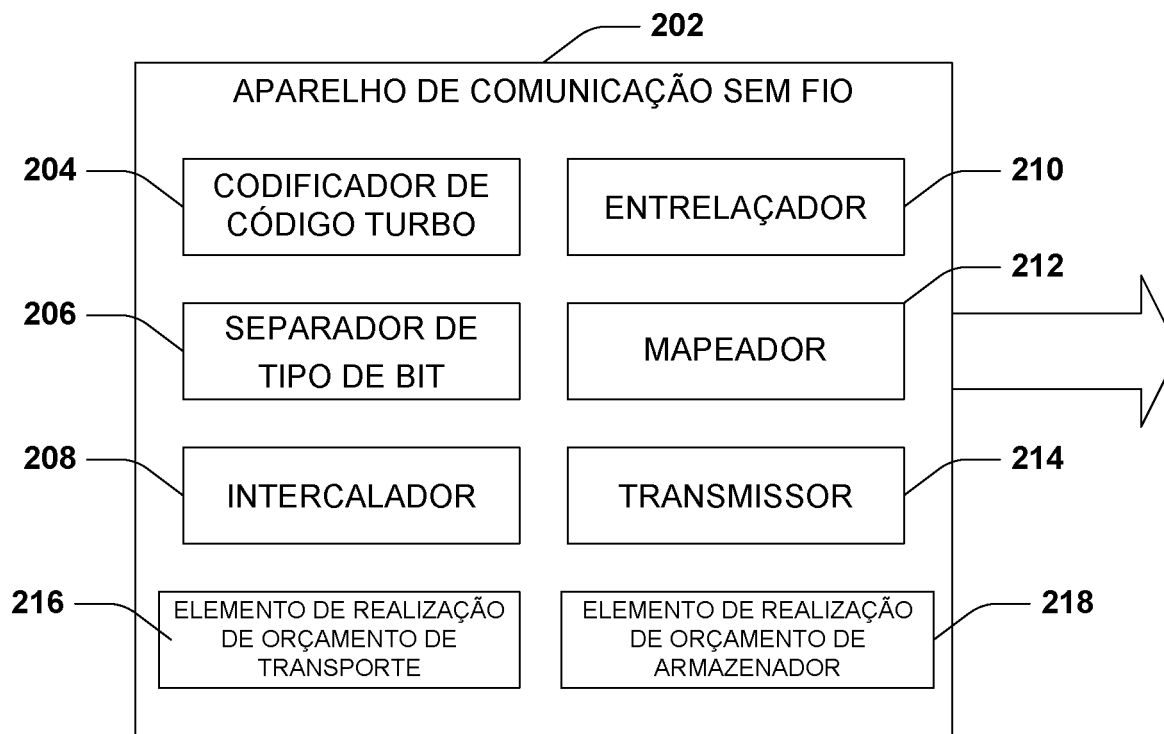 202
APARELHO DE COMUNICAÇÃO SEM FIO
204
CODIFICADOR DE
CÓDIGO TURBO
ENTRELAÇADOR
210
206
SEPARADOR DE
TIPO DE BIT
MAPEADOR
212
208
INTERCALADOR
TRANSMISSOR
214
216
ELEMENTO DE REALIZAÇÃO
DE ORÇAMENTO DE
TRANSPORTE
ELEMENTO DE REALIZAÇÃO
DE ORÇAMENTO DE
ARMAZENADOR
218